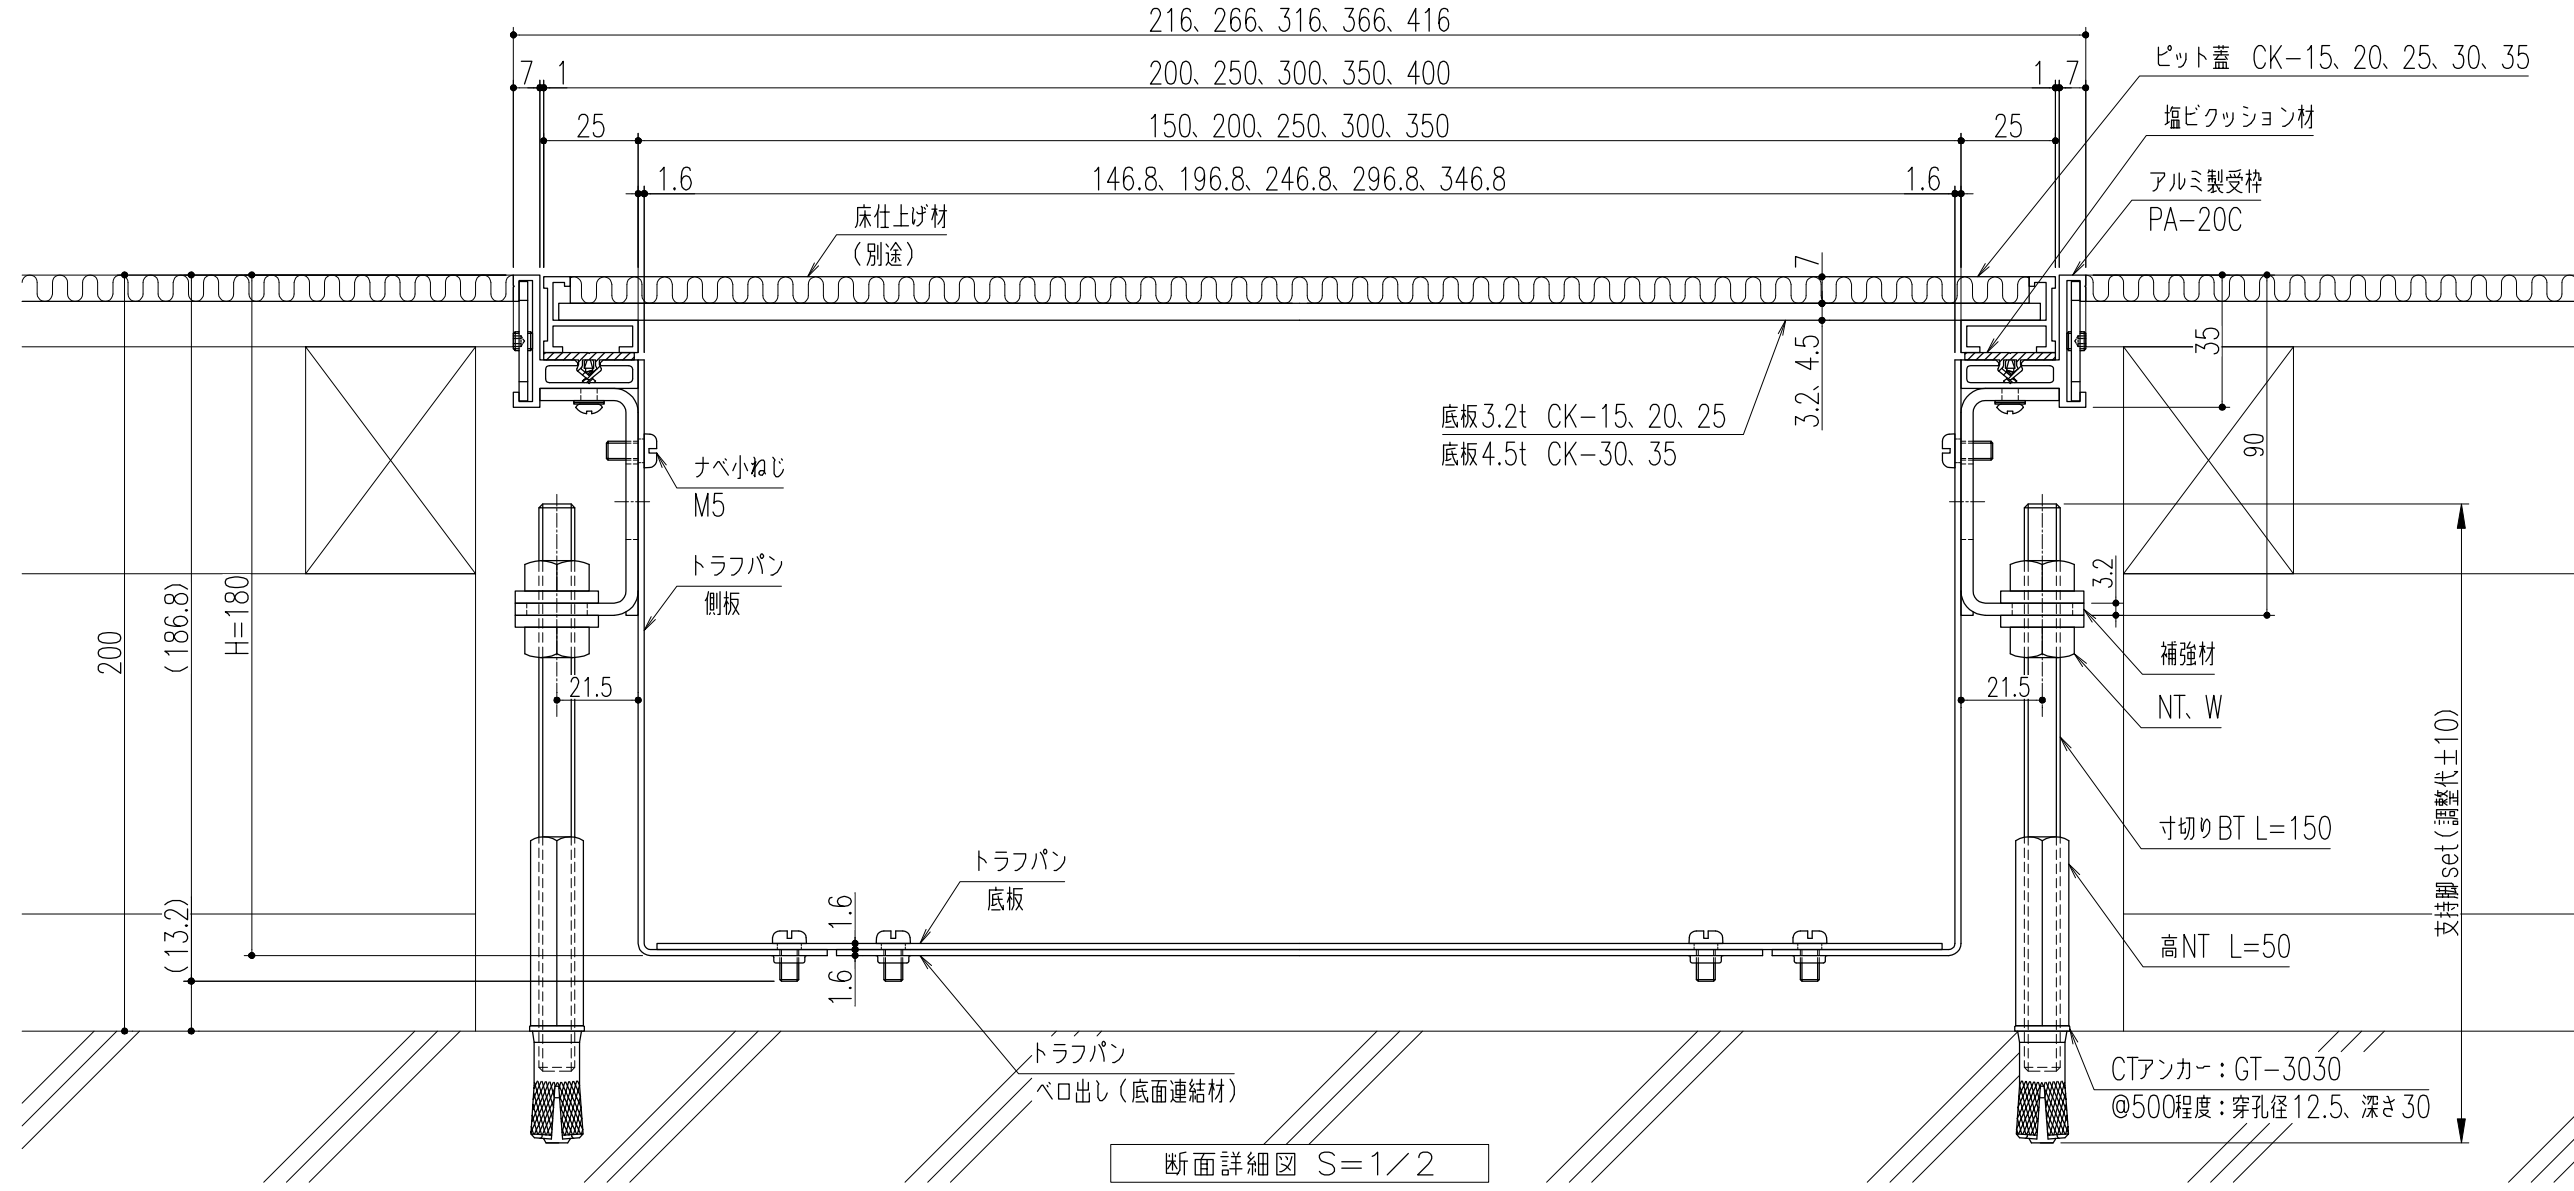 216、266、316、366、416
7
1
200、250、300、350、400
1
7
25
150、200、250、300、350
25
1.6
146.8、196.8、246.8、296.8、346.8
1.6
ピット蓋 CK-15、20、25、30、35
塩ビクッション材
アルミ製受枠
PA-20C
床仕上げ材
(別途)
7
3.2、4.5
底板3.2t CK-15、20、25
底板4.5t CK-30、35
35
90
ナベ小ねじ
M5
トラフパン
側板
200
(186.8)
H=180
(13.2)
21.5
21.5
3.2
補強材
NT、W
寸切りBT L=150
高NT L=50
支持脚set(調整代±10)
トラフパン
底板
1.6
1.6
トラフパン
ベロ出し(底面連結材)
CTアンカー:GT-3030
@500程度:穿孔径12.5、深さ30
断面詳細図 S=1/2